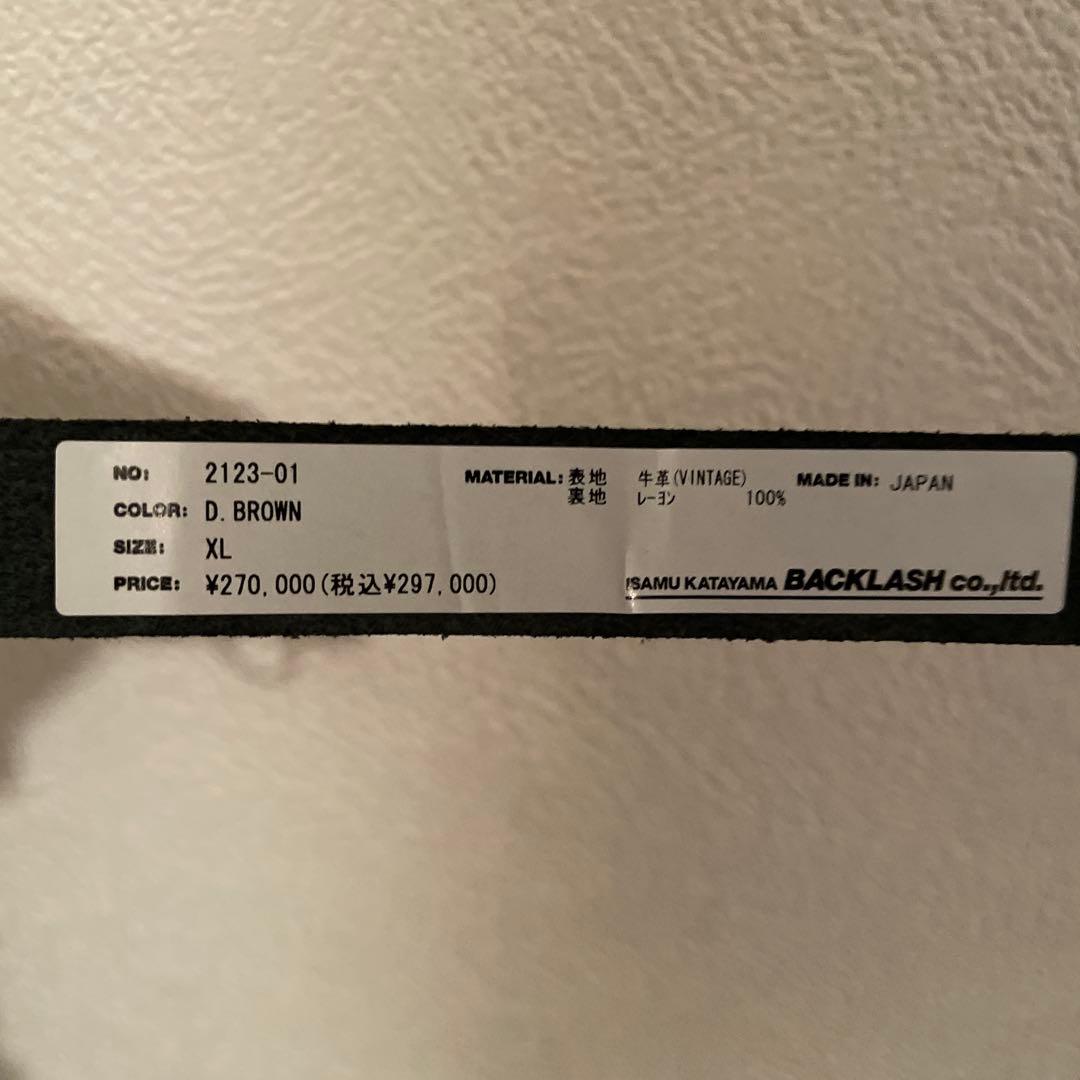 NO: 2123-01
COLOR: D. BROWN
SIZE: XL
PRICE: ¥270,000(税込¥297,000)
MATERIAL: 表地 牛革(VINTAGE)
裏地 レーヨン 100%
MADE IN: JAPAN
ISAMU KATAYAMA BACKLASH co.,ltd.